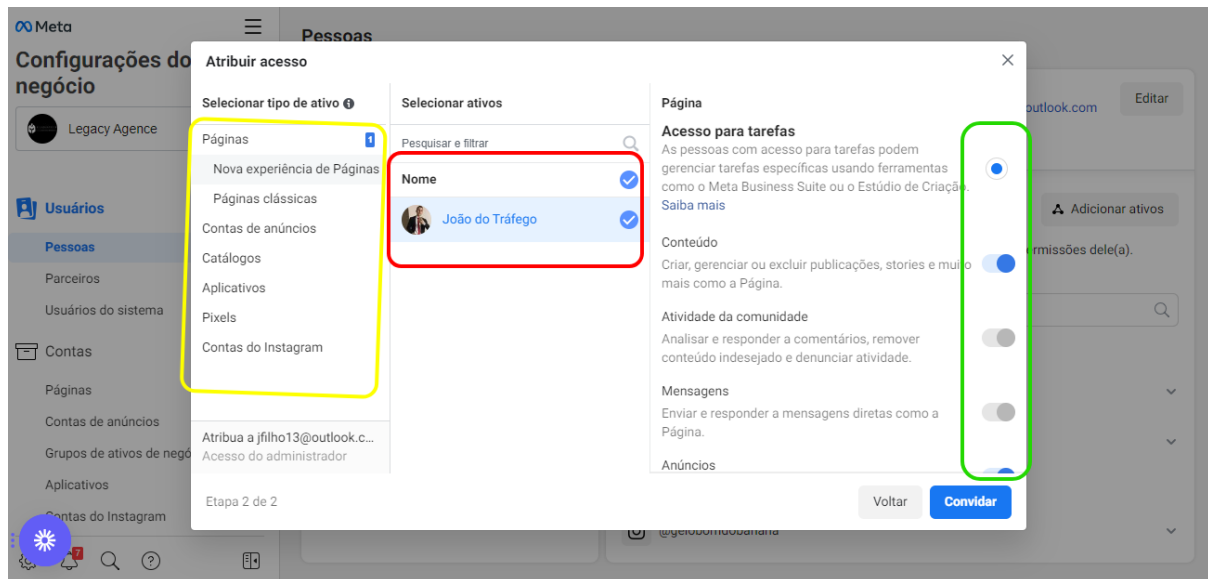 Meta
Configurações do
negócio
Legacy Agence
Usuários
Pessoas
Parceiros
Usuários do sistema
Contas
Páginas
Contas de anúncios
Grupos de ativos de negó
Aplicativos
Contas do Instagram
7
Pessoas
outlook.com
Editar
Adicionar ativos
ermissões dele(a).
Atribuir acesso
Selecionar tipo de ativo
Páginas 1
Nova experiência de Páginas
Páginas clássicas
Contas de anúncios
Catálogos
Aplicativos
Pixels
Contas do Instagram
Atribua a jfilho13@outlook.c...
Acesso do administrador
Selecionar ativos
Pesquisar e filtrar
Nome
João do Tráfego
Página
Acesso para tarefas
As pessoas com acesso para tarefas podem
gerenciar tarefas específicas usando ferramentas
como o Meta Business Suite ou o Estúdio de Criação.
Saiba mais
Conteúdo
Criar, gerenciar ou excluir publicações, stories e muito
mais como a Página.
Atividade da comunidade
Analisar e responder a comentários, remover
conteúdo indesejado e denunciar atividade.
Mensagens
Enviar e responder a mensagens diretas como a
Página.
Anúncios
Etapa 2 de 2
Voltar
Convidar